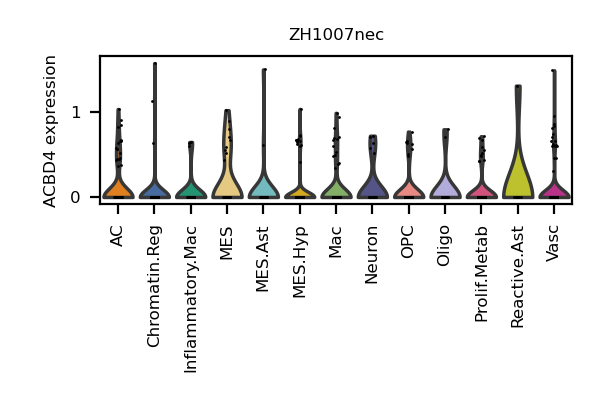 ZH1007nec
ACBD4 expression
1
0
AC
Chromatin.Reg
Inflammatory.Mac
MES
MES.Ast
MES.Hyp
Mac
Neuron
OPC
Oligo
Prolif.Metab
Reactive.Ast
Vasc